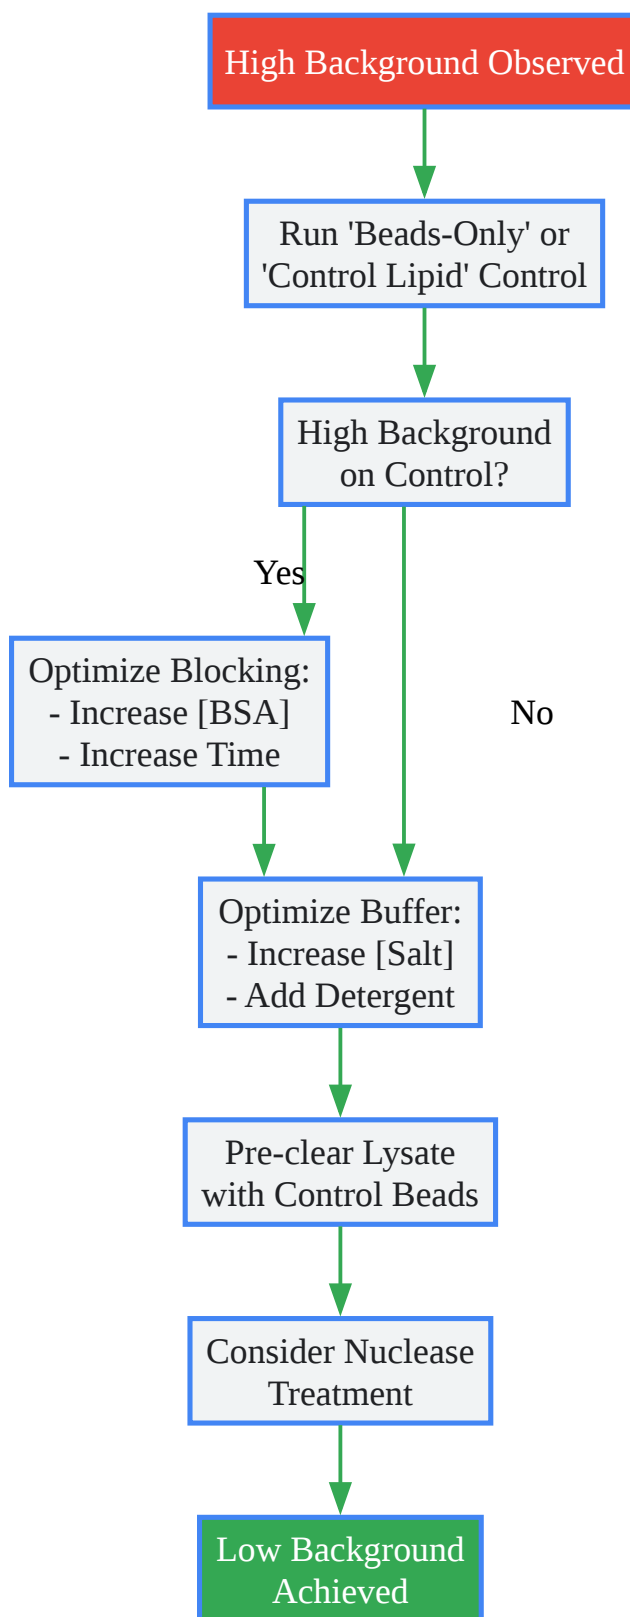 High Background Observed
Run 'Beads-Only' or
'Control Lipid' Control
High Background
on Control?
Yes
Optimize Blocking:
- Increase [BSA]
- Increase Time
No
Optimize Buffer:
- Increase [Salt]
- Add Detergent
Pre-clear Lysate
with Control Beads
Consider Nuclease
Treatment
Low Background
Achieved